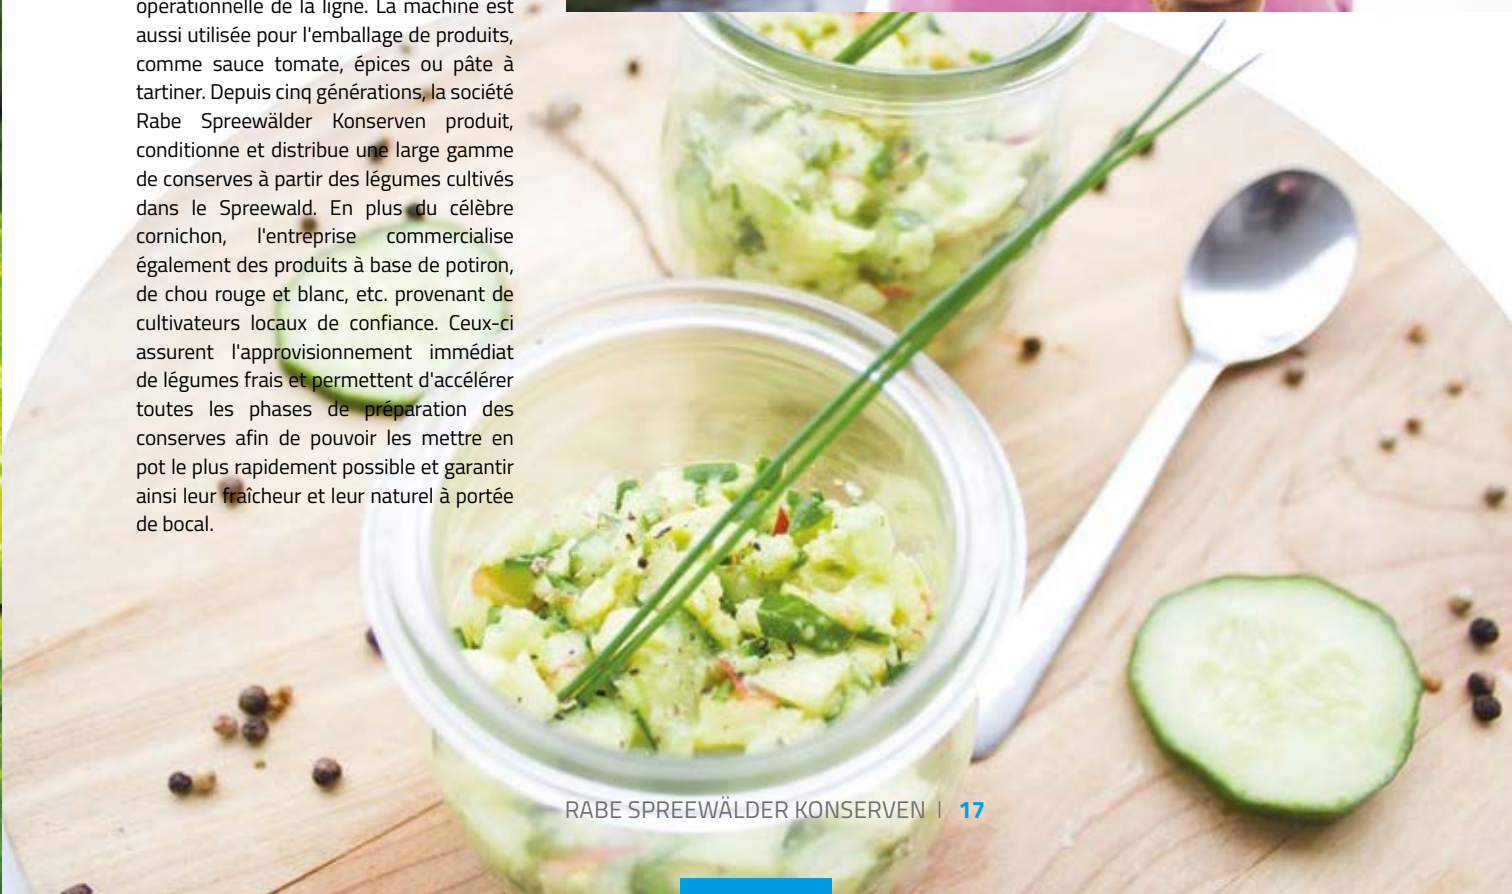 opérationnelle de la ligne. La machine est
aussi utilisée pour l'emballage de produits,
comme sauce tomate, épices ou pâte à
tartiner. Depuis cinq générations, la société
Rabe Spreewälder Konserven produit,
conditionne et distribue une large gamme
de conserves à partir des légumes cultivés
dans le Spreewald. En plus du célèbre
cornichon, l'entreprise commercialise
également des produits à base de potiron,
de chou rouge et blanc, etc. provenant de
cultivateurs locaux de confiance. Ceux-ci
assurent l'approvisionnement immédiat
de légumes frais et permettent d'accélérer
toutes les phases de préparation des
conserves afin de pouvoir les mettre en
pot le plus rapidement possible et garantir
ainsi leur fraîcheur et leur naturel à portée
de bocal.
RABE SPREEWÄLDER KONSERVEN I 17